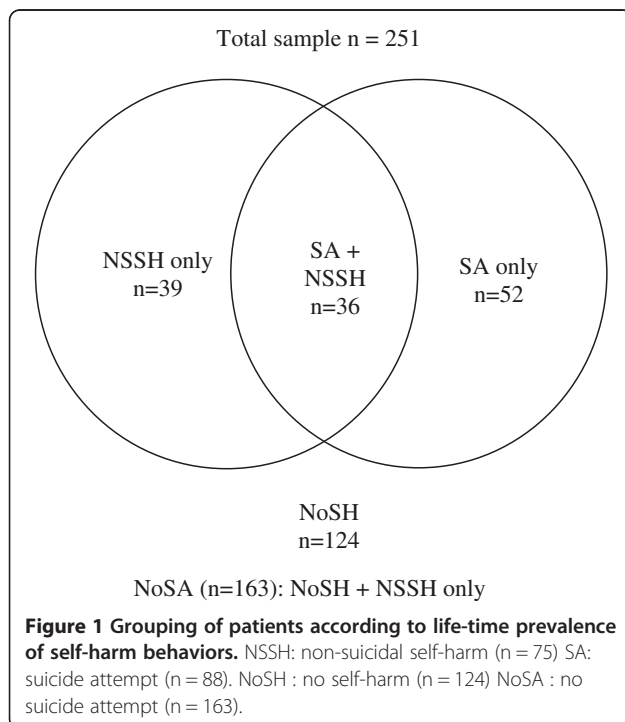 Total sample n = 251
NSSH only
n=39
SA +
NSSH
n=36
SA only
n=52
NoSH
n=124
NoSA (n=163): NoSH + NSSH only
Figure 1 Grouping of patients according to life-time prevalence
of self-harm behaviors. NSSH: non-suicidal self-harm (n = 75) SA:
suicide attempt (n = 88). NoSH : no self-harm (n = 124) NoSA : no
suicide attempt (n = 163).